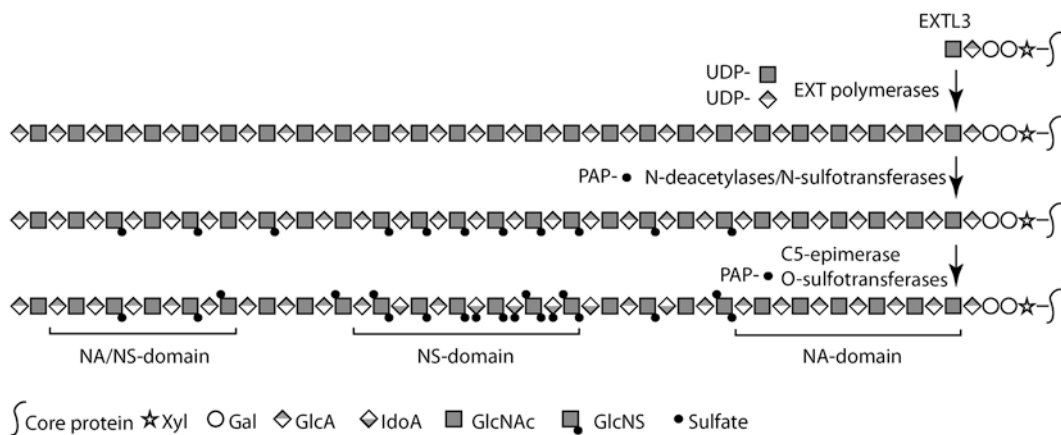 EXTL3
UDP-
UDP-
EXT polymerases
PAP- N-deacetylases/N-sulfotransferases
C5-epimerase
PAP- O-sulfotransferases
NA/NS-domain NS-domain NA-domain
Core protein Xyl Gal GlcA IdoA GlcNAc GlcNS Sulfate